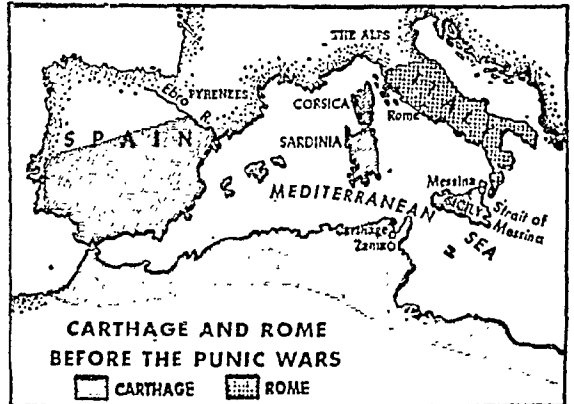 THE ALPS
PYRENEES
Ebro R.
CORSICA
ITALY
Rome
SPAIN
SARDINIA
MEDITERRANEAN
SEA
Messina
SICILY
Strait of
Messina
Carthage
Zama
CARTHAGE AND ROME
BEFORE THE PUNIC WARS
CARTHAGE
ROME